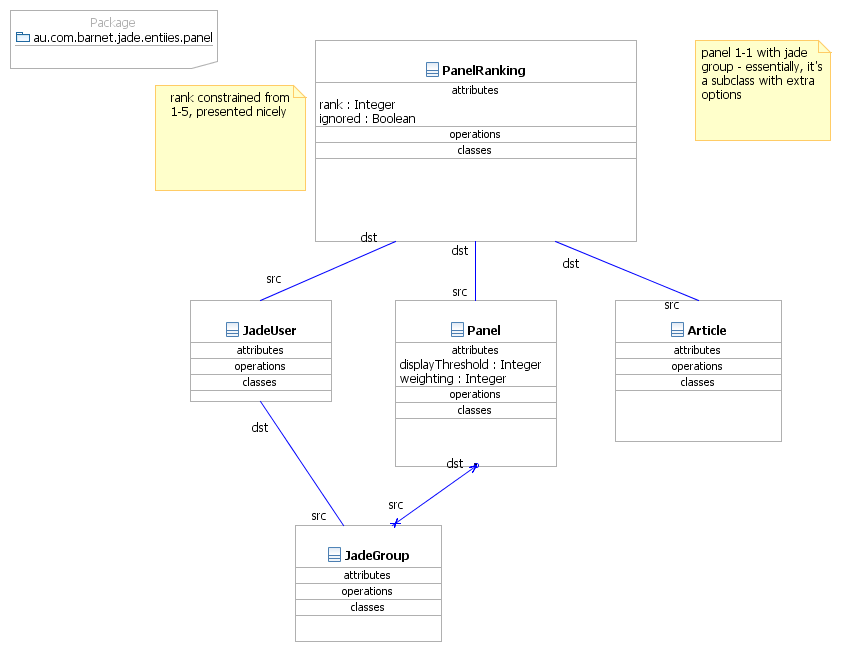 Package
au.com.barnet.jade.entiies.panel
rank constrained from
1-5, presented nicely
PanelRanking
attributes
rank : Integer
ignored : Boolean
operations
classes
panel 1-1 with jade
group - essentially, it's
a subclass with extra
options
dst
dst
dst
src
src
src
JadeUser
attributes
operations
classes
Panel
attributes
displayThreshold : Integer
weighting : Integer
operations
classes
Article
attributes
operations
classes
dst
dst
src
src
JadeGroup
attributes
operations
classes